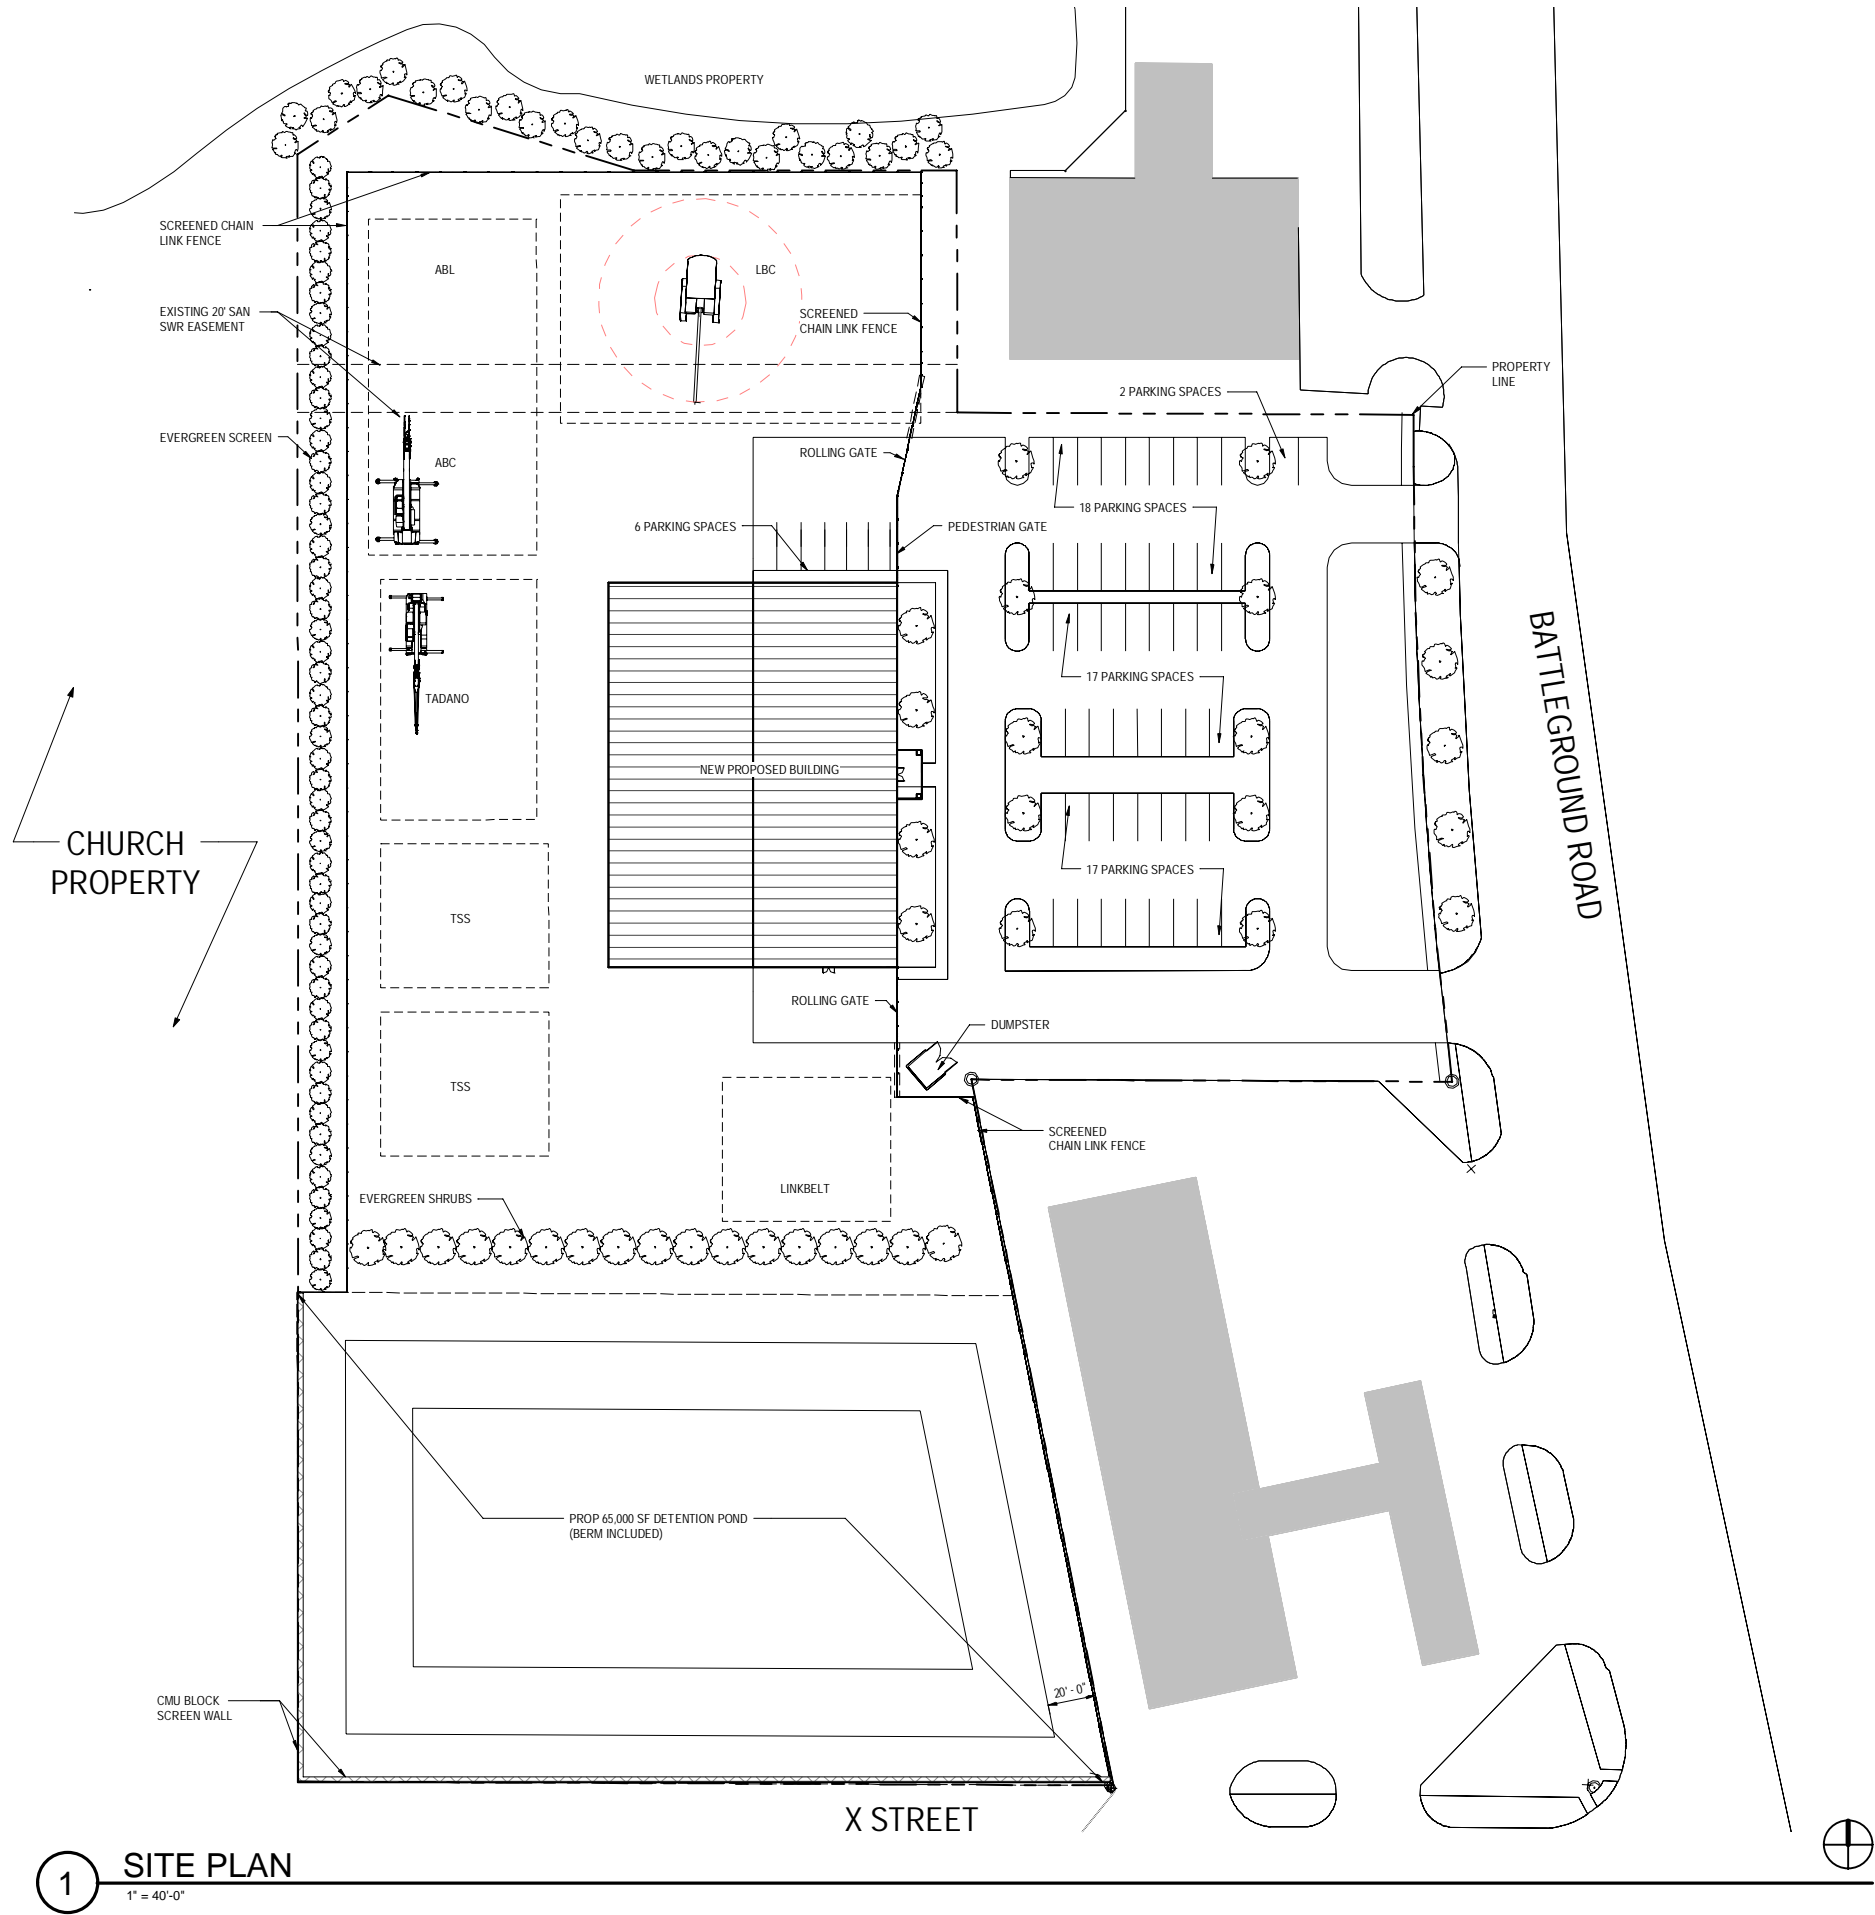 WETLANDS PROPERTY
SCREENED CHAIN
LINK FENCE
ABL
LBC
EXISTING 20' SAN
SWR EASEMENT
SCREENED
CHAIN LINK FENCE
PROPERTY
LINE
2 PARKING SPACES
EVERGREEN SCREEN
ABC
ROLLING GATE
18 PARKING SPACES
6 PARKING SPACES
PEDESTRIAN GATE
BATTLEGROUND ROAD
17 PARKING SPACES
TADANO
NEW PROPOSED BUILDING
CHURCH
PROPERTY
17 PARKING SPACES
TSS
ROLLING GATE
DUMPSTER
TSS
SCREENED
CHAIN LINK FENCE
LINKBELT
EVERGREEN SHRUBS
PROP 65,000 SF DETENTION POND
(BERM INCLUDED)
20' - 0"
CMU BLOCK
SCREEN WALL
X STREET
1
SITE PLAN
1" = 40'-0"